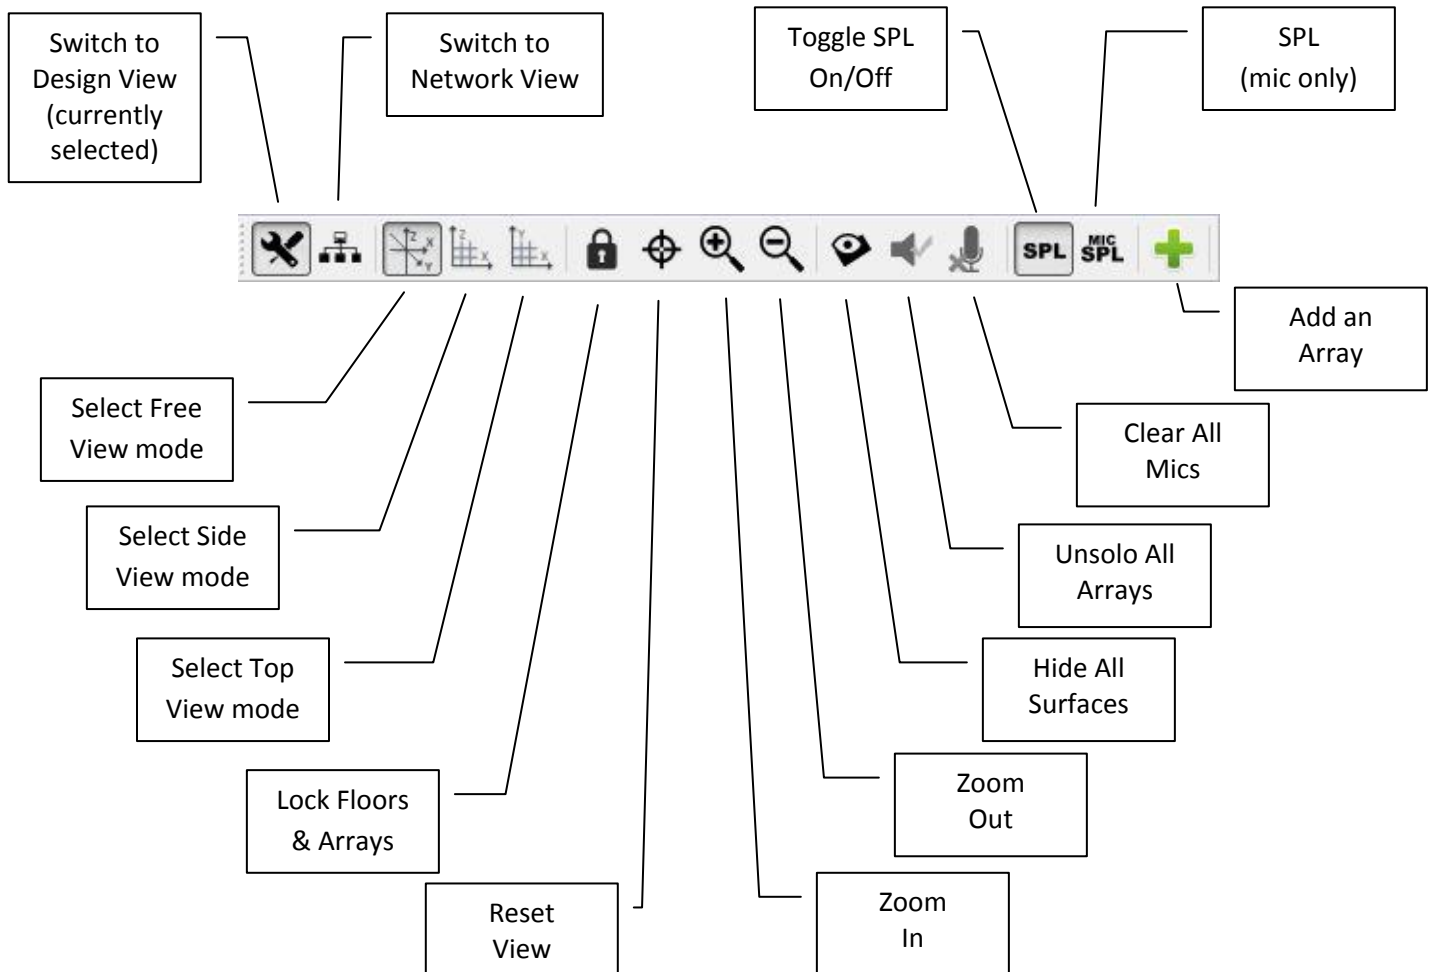 Switch to
Design View
(currently
selected)
Switch to
Network View
Toggle SPL
On/Off
SPL
(mic only)
Z
X
Y
Z
X
Y
X
SPL
MIC
SPL
Add an
Array
Select Free
View mode
Clear All
Mics
Select Side
View mode
Unsolo All
Arrays
Select Top
View mode
Hide All
Surfaces
Lock Floors
& Arrays
Zoom
Out
Reset
View
Zoom
In